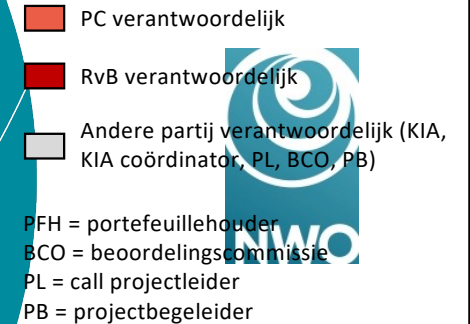 PC verantwoordelijk
RvB verantwoordelijk
Andere partij verantwoordelijk (KIA,
KIA coördinator, PL, BCO, PB)
PFH = portefeuillehouder
BCO = beoordelingscommissie
NWO
PL = call projectleider
PB = projectbegeleider